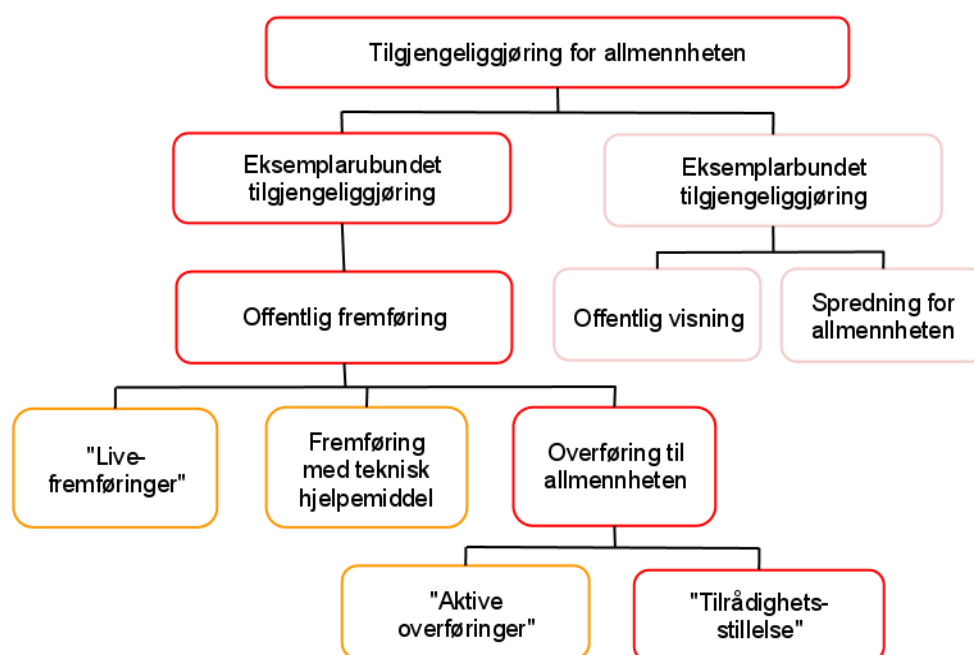 Tilgjengeliggjøring for allmennheten
Eksemplarubundet
tilgjengeliggjøring
Eksemplarbundet
tilgjengeliggjøring
Offentlig fremføring
Offentlig visning
Spredning for
allmennheten
"Live-
fremføringer"
Fremføring
med teknisk
hjelpemiddel
Overføring til
allmennheten
"Aktive
overføringer"
"Tilrådighets-
stillelse"